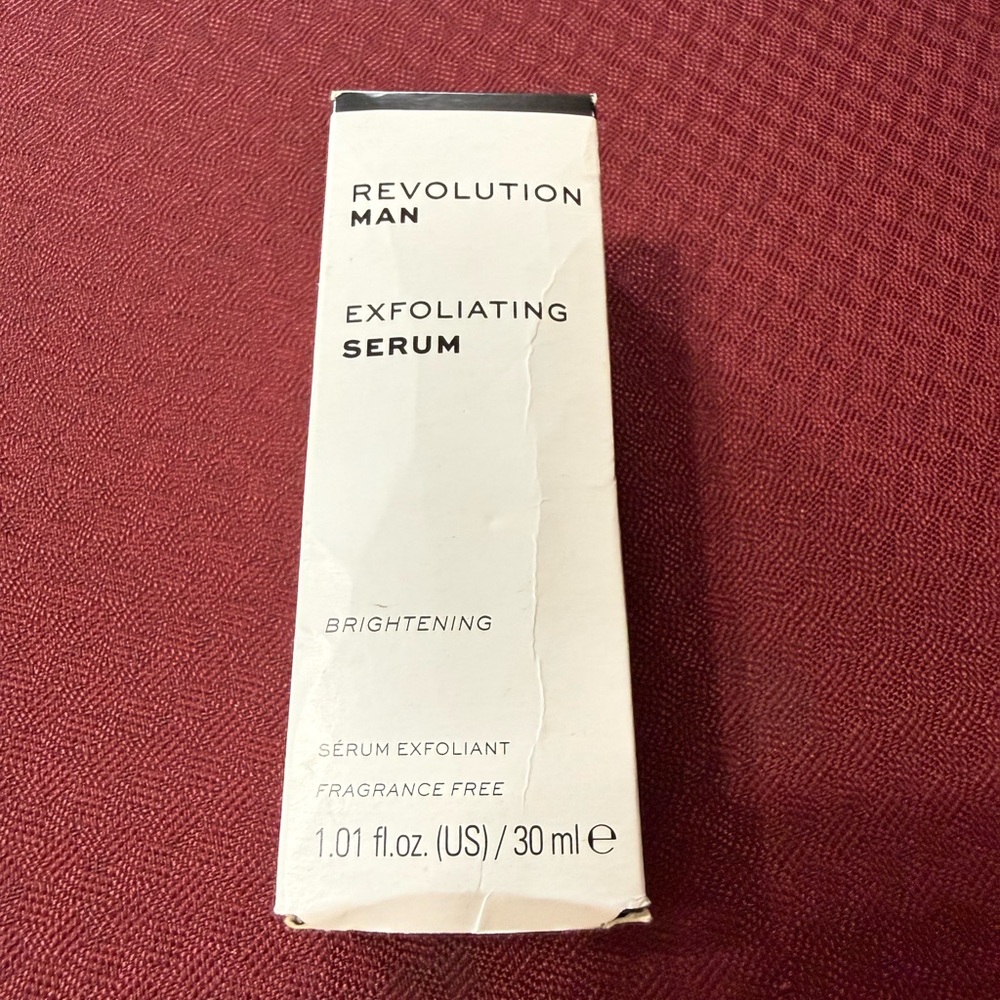 REVOLUTION
MAN
EXFOLIATING
SERUM
BRIGHTENING
SÉRUM EXFOLIANT
FRAGRANCE FREE
1.01 fl.oz. (US) / 30 ml ℮